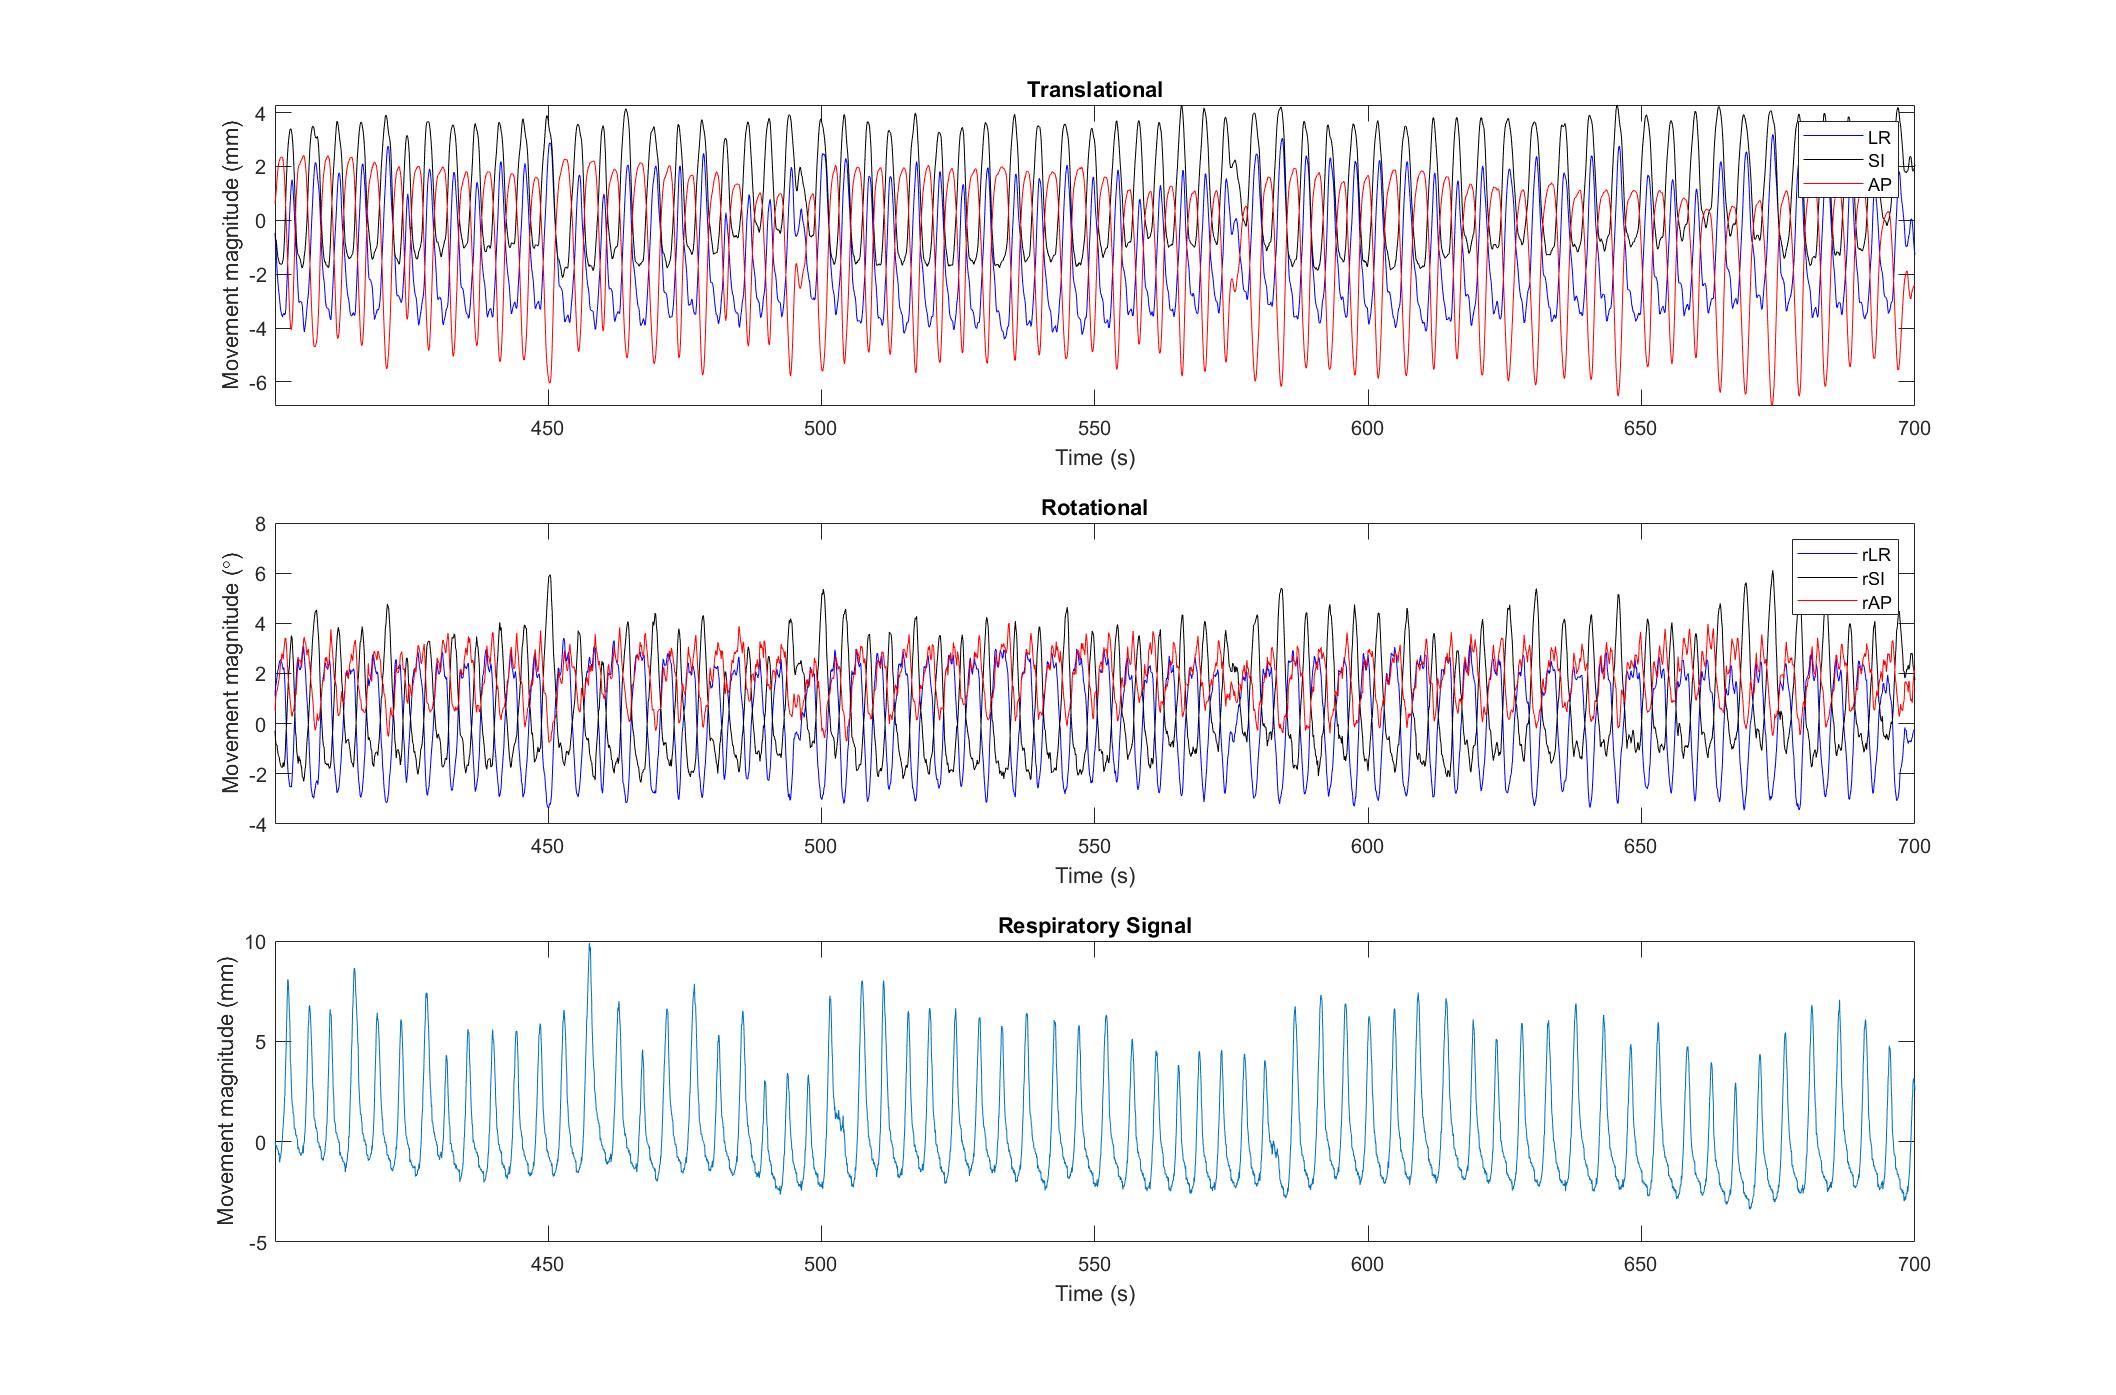 Translational
Movement magnitude (mm)
4
2
0
-2
-4
-6
LR
SI
AP
450
500
550
600
650
700
Time (s)
Rotational
Movement magnitude (°)
8
6
4
2
0
-2
-4
rLR
rSI
rAP
450
500
550
600
650
700
Time (s)
Respiratory Signal
Movement magnitude (mm)
10
5
0
-5
450
500
550
600
650
700
Time (s)